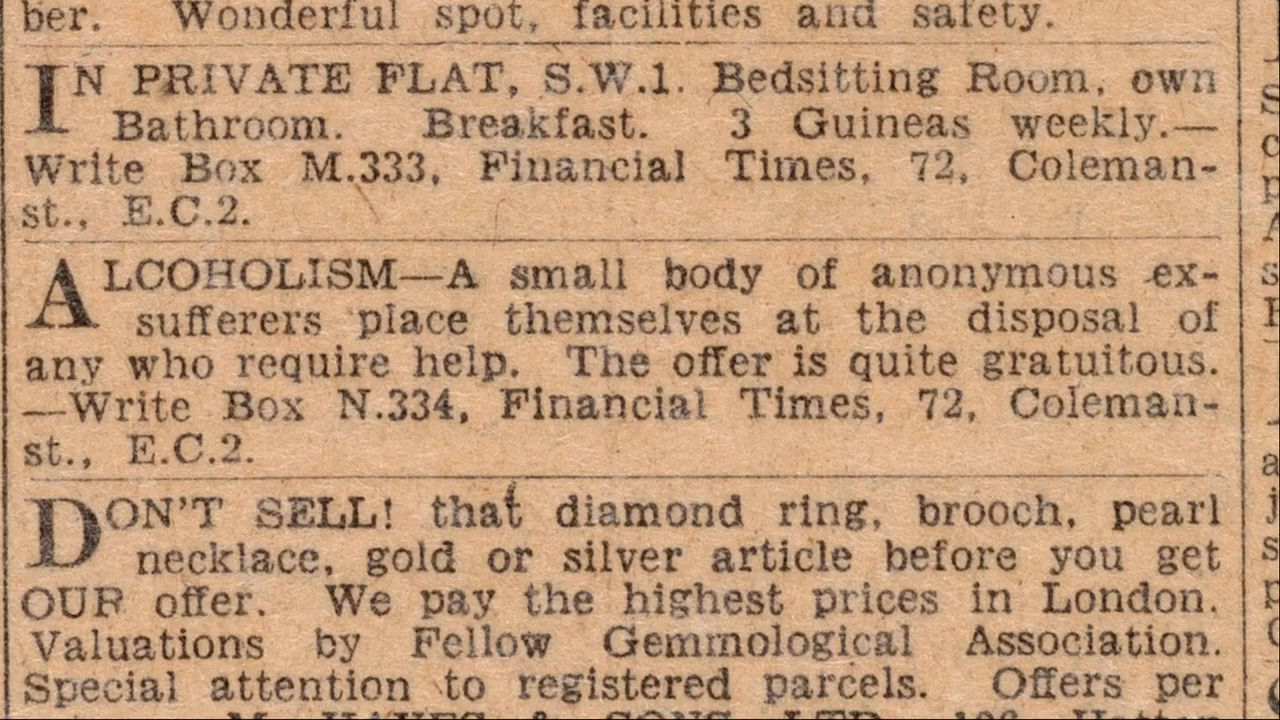 ber. Wonderful spot, facilities and safety.
IN PRIVATE FLAT, S.W.1. Bedsitting Room, own
Bathroom. Breakfast. 3 Guineas weekly.—
Write Box M.333, Financial Times, 72, Coleman-
st., E.C.2.
ALCOHOLISM—A small body of anonymous ex-
sufferers place themselves at the disposal of
any who require help. The offer is quite gratuitous.
—Write Box N.334, Financial Times, 72, Coleman-
st., E.C.2.
DON'T SELL! that diamond ring, brooch, pearl
necklace, gold or silver article before you get
OUR offer. We pay the highest prices in London.
Valuations by Fellow Gemmological Association.
Special attention to registered parcels. Offers per
M. HAYES & SONS, LTD.